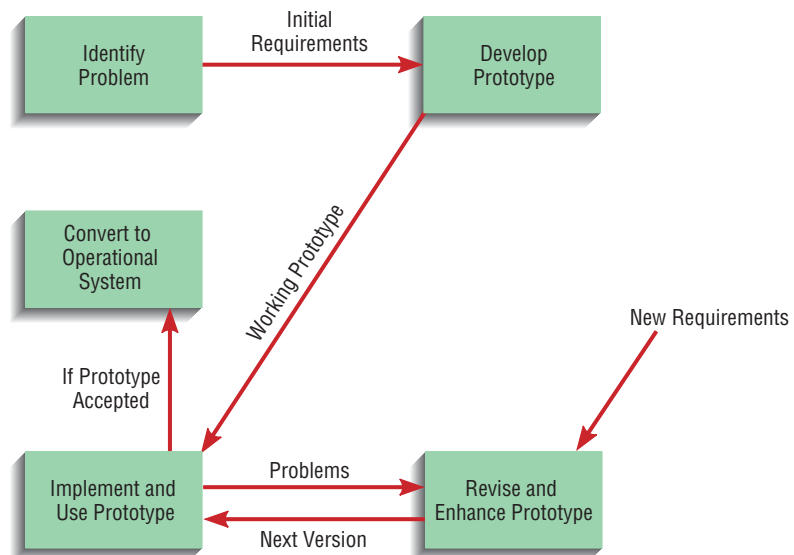 Identify
Problem
Initial
Requirements
Develop
Prototype
Working Prototype
Convert to
Operational
System
New Requirements
If Prototype
Accepted
Implement and
Use Prototype
Problems
Next Version
Revise and
Enhance Prototype